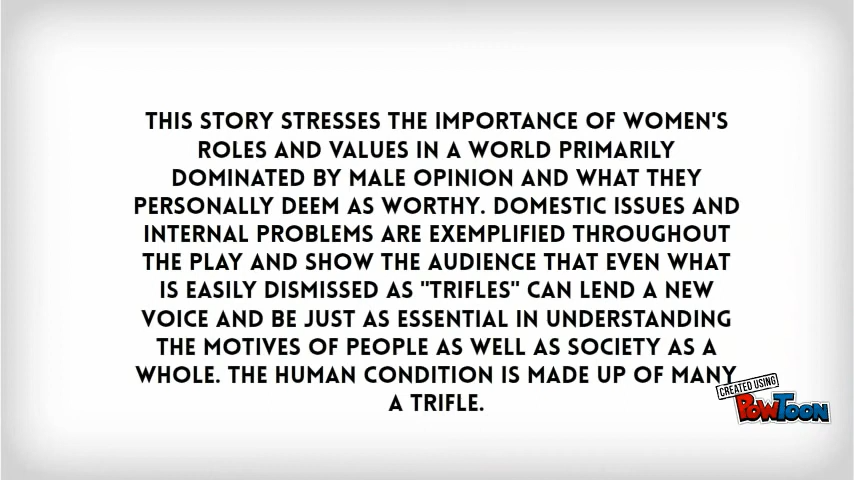 THIS STORY STRESSES THE IMPORTANCE OF WOMEN'S
ROLES AND VALUES IN A WORLD PRIMARILY
DOMINATED BY MALE OPINION AND WHAT THEY
PERSONALLY DEEM AS WORTHY. DOMESTIC ISSUES AND
INTERNAL PROBLEMS ARE EXEMPLIFIED THROUGHOUT
THE PLAY AND SHOW THE AUDIENCE THAT EVEN WHAT
IS EASILY DISMISSED AS "TRIFLES" CAN LEND A NEW
VOICE AND BE JUST AS ESSENTIAL IN UNDERSTANDING
THE MOTIVES OF PEOPLE AS WELL AS SOCIETY AS A
WHOLE. THE HUMAN CONDITION IS MADE UP OF MANY
A TRIFLE.
CREATED USING
POWTOON